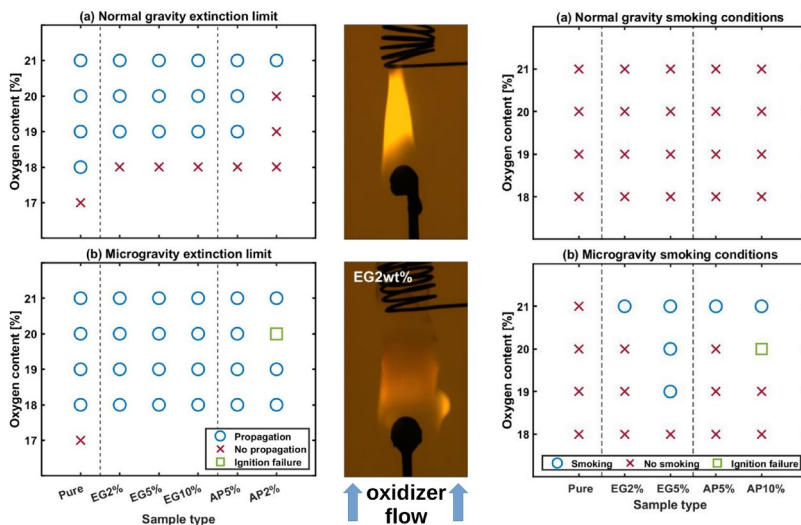 (a) Normal gravity extinction limit
Oxygen content [%]
21
20
19
18
17
(b) Microgravity extinction limit
Oxygen content [%]
21
20
19
18
17
Propagation
No propagation
Ignition failure
Pure EG2% EG5% EG10% AP5% AP2%
Sample type
EG2wt%
oxidizer
flow
(a) Normal gravity smoking conditions
Oxygen content [%]
21
20
19
18
(b) Microgravity smoking conditions
Oxygen content [%]
21
20
19
18
Smoking No smoking Ignition failure
Pure EG2% EG5% AP5% AP10%
Sample type